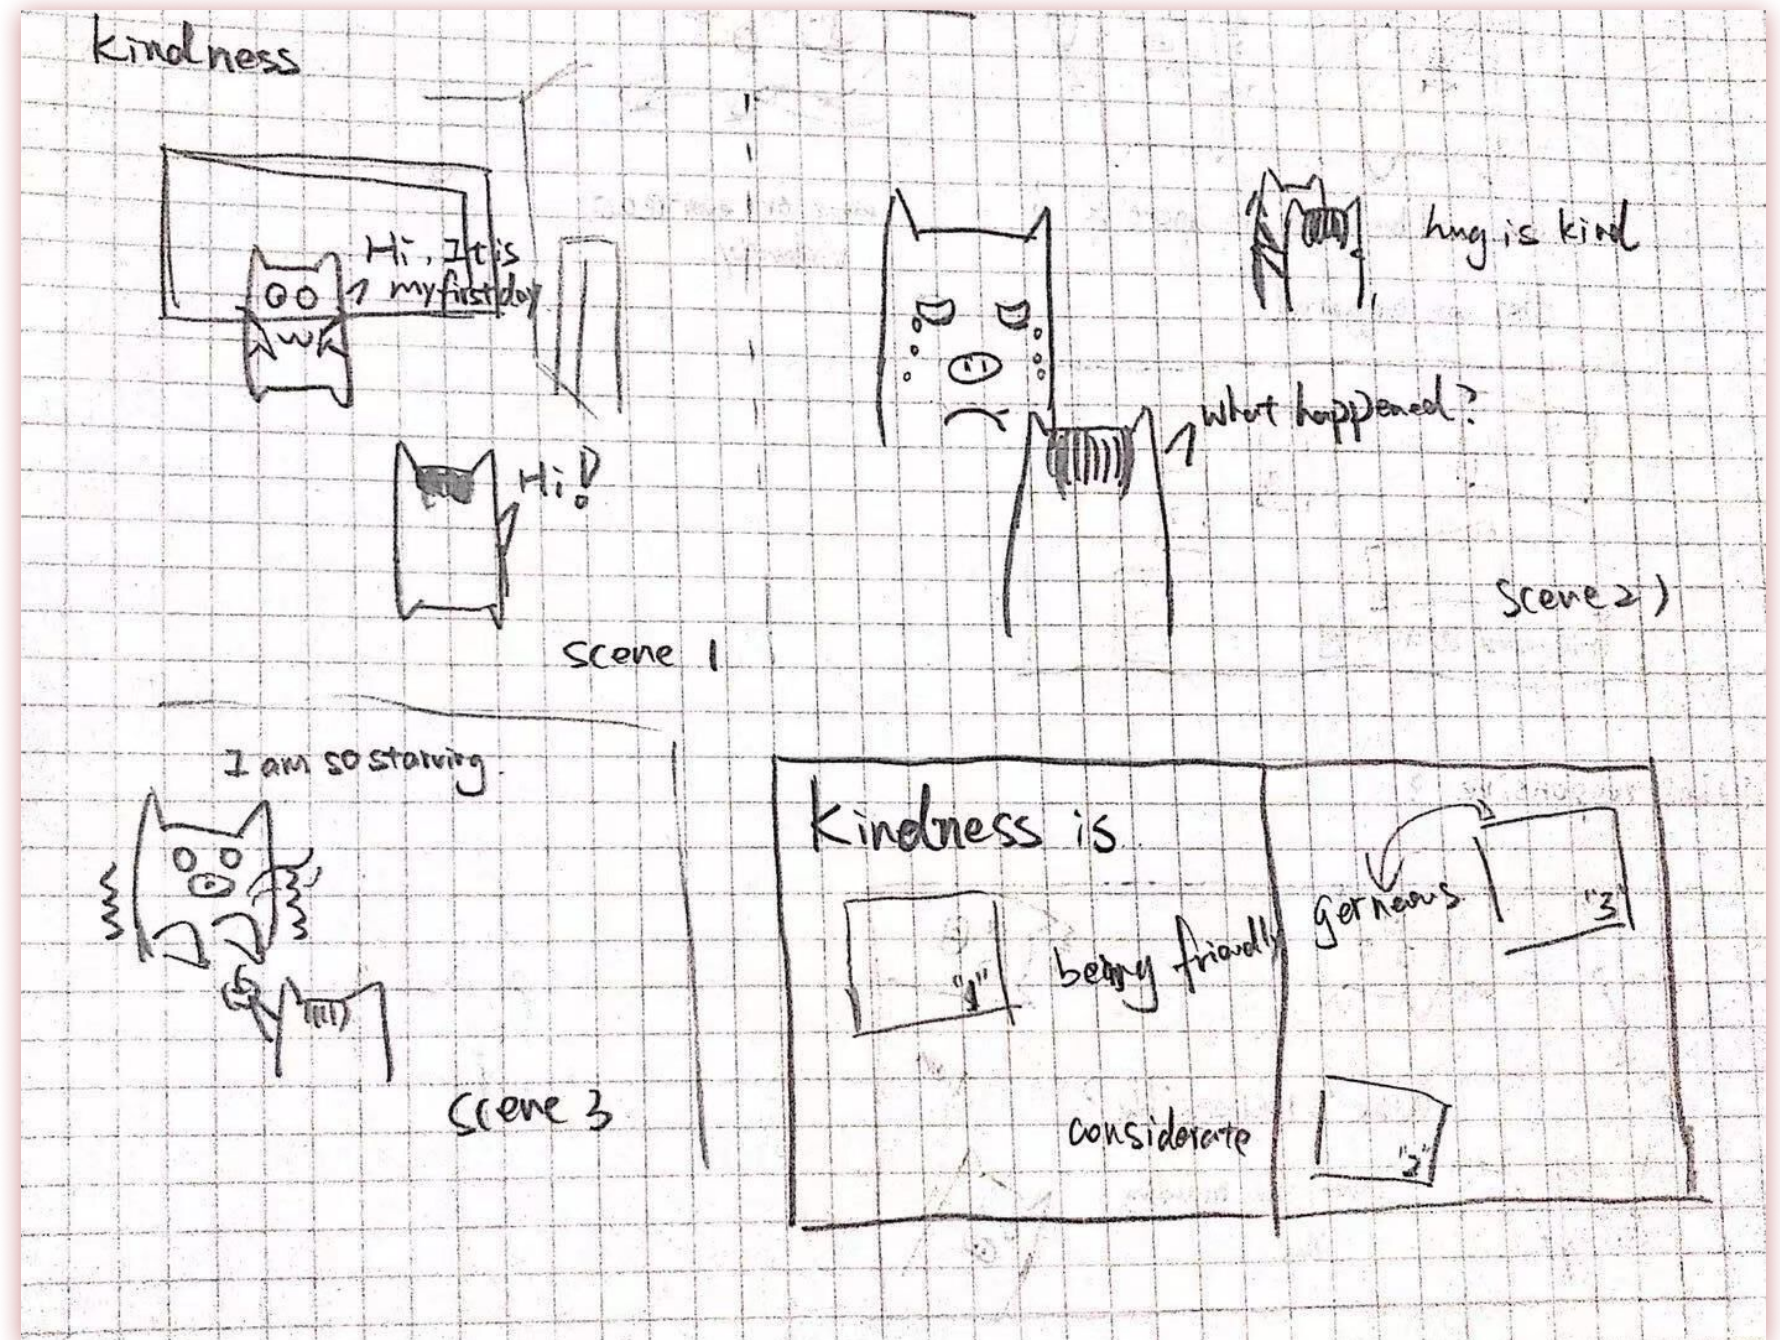 kindness
Hi, It is
my first day
Hi!
scene 1
hug is kind
What happened?
Scene 2)
I am so starving.
scene 3
Kindness is
"1"
being friendly
gerneous
"3"
considerate
"2"